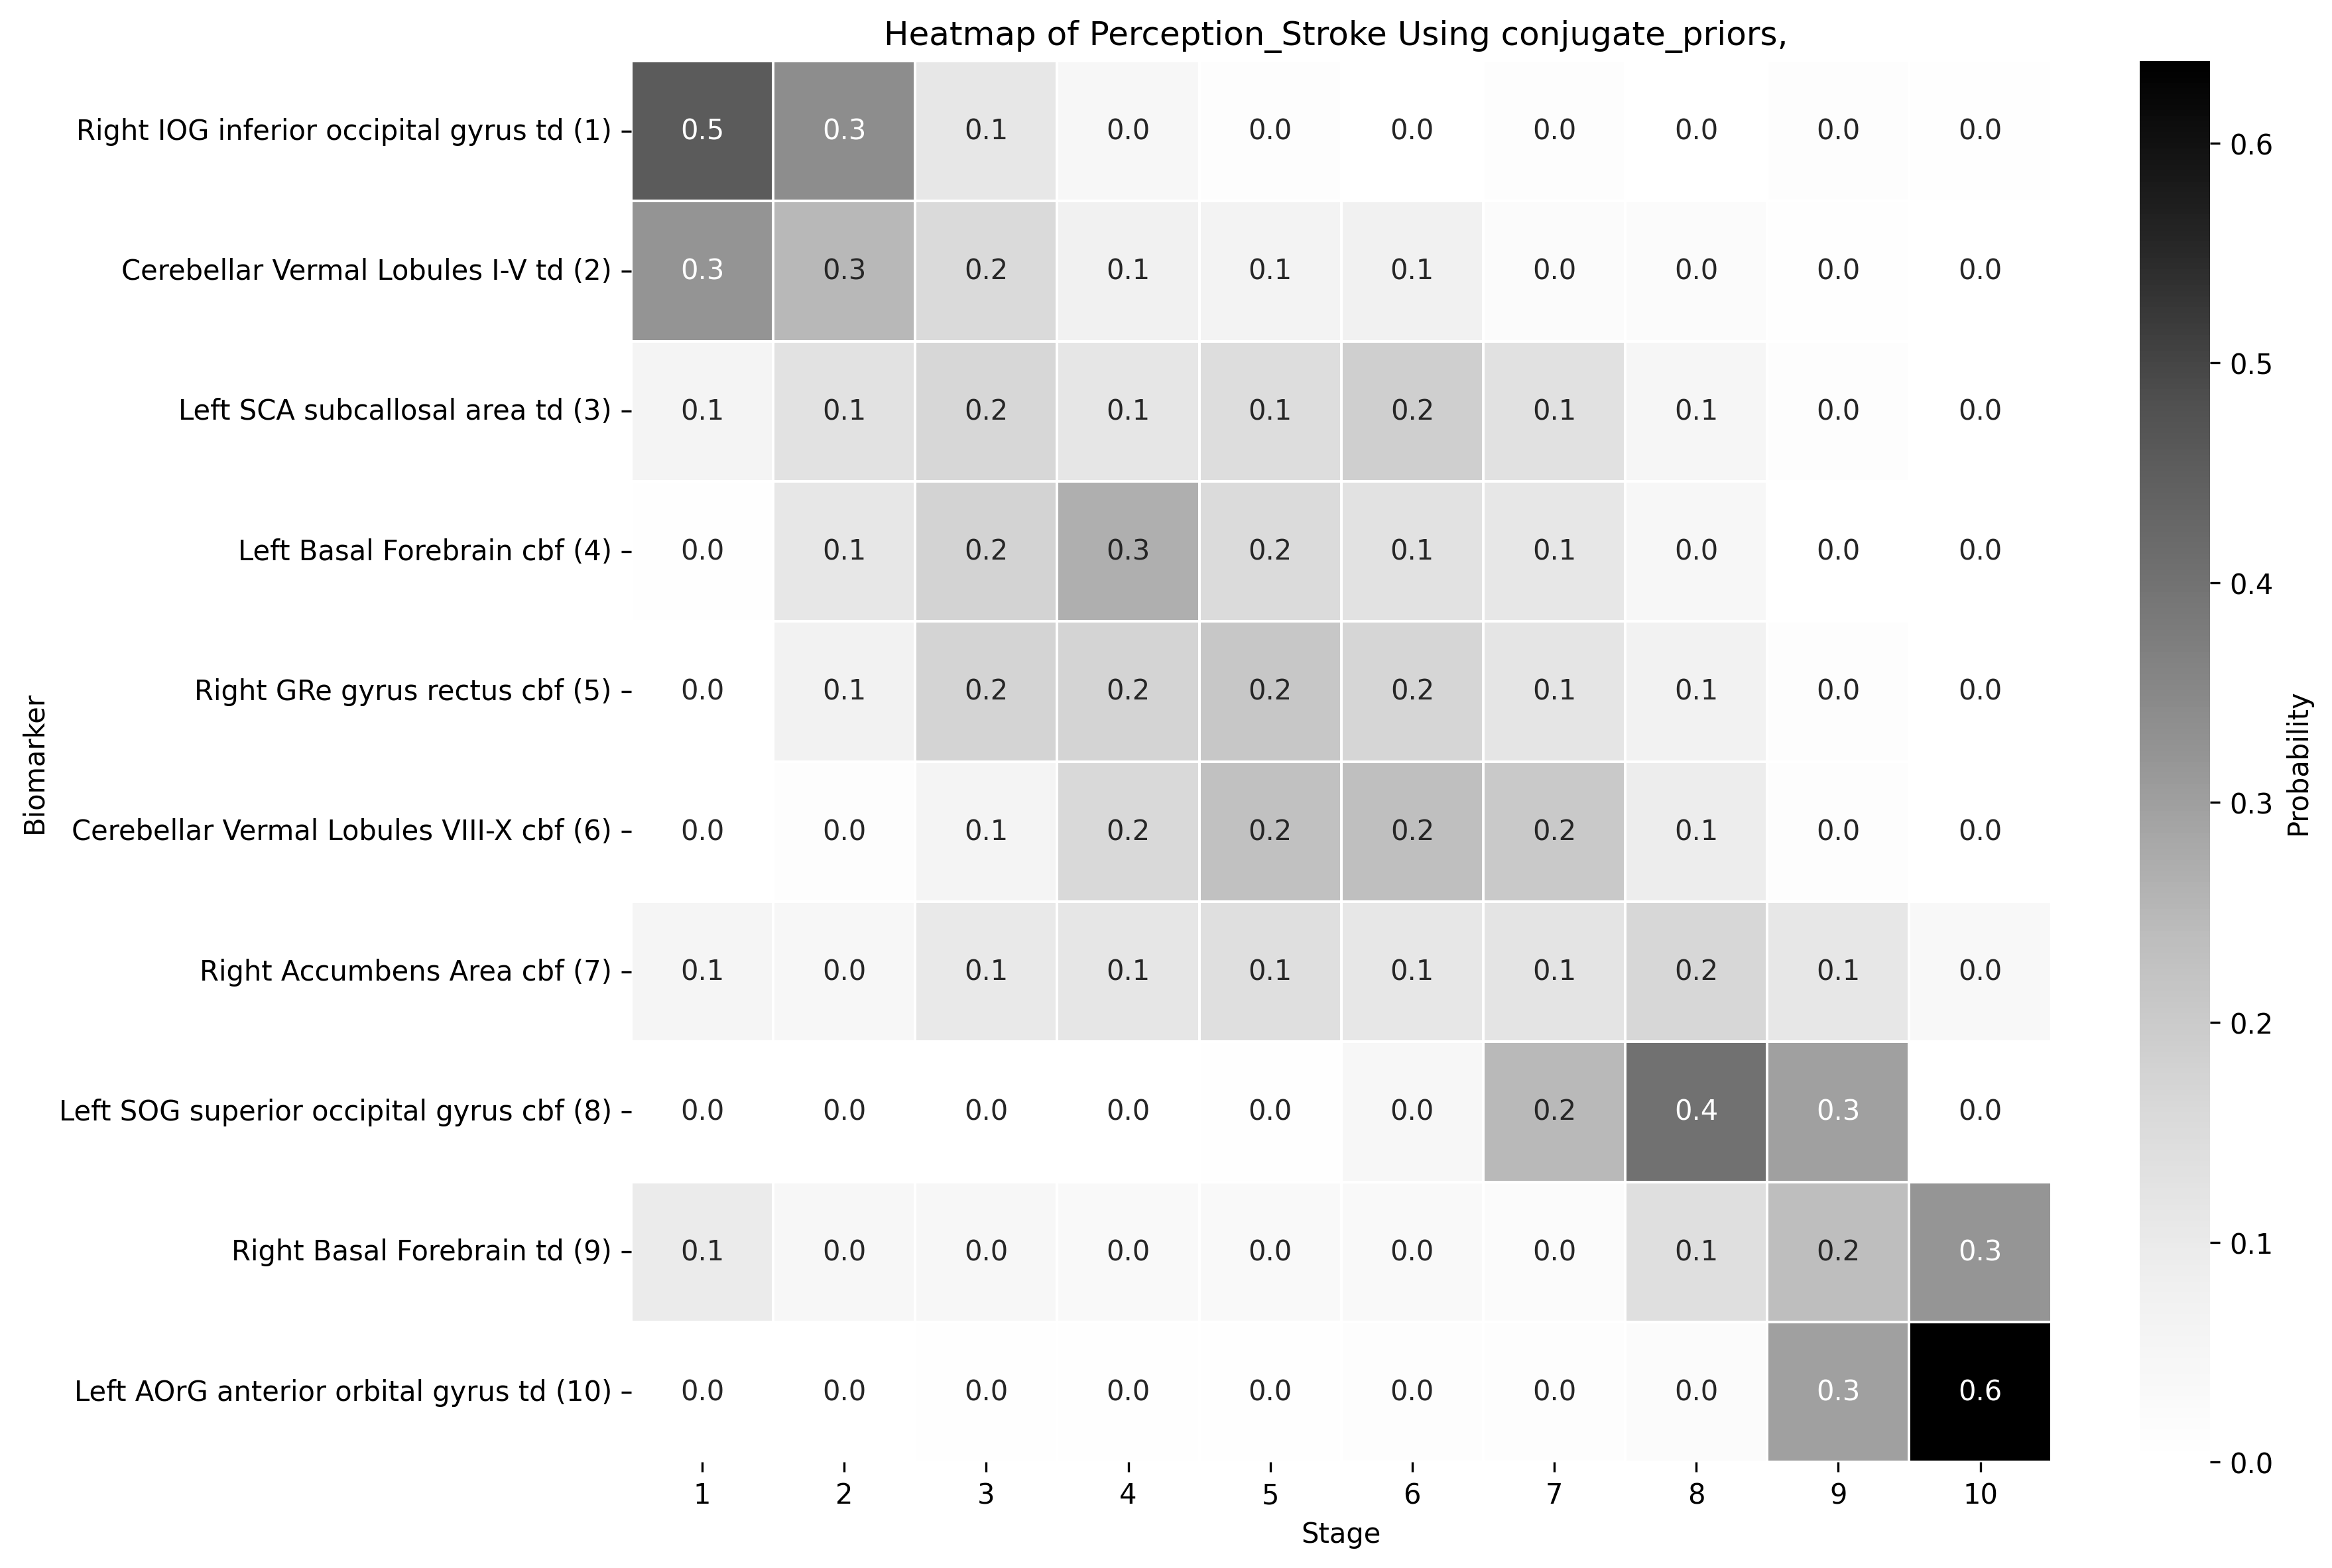 Heatmap of Perception_Stroke Using conjugate_priors,
Right IOG inferior occipital gyrus td (1) 0.5 0.3 0.1 0.0 0.0 0.0 0.0 0.0 0.0 0.0
Cerebellar Vermal Lobules I-V td (2) 0.3 0.3 0.2 0.1 0.1 0.1 0.0 0.0 0.0 0.0
Left SCA subcallosal area td (3) 0.1 0.1 0.2 0.1 0.1 0.2 0.1 0.1 0.0 0.0
Left Basal Forebrain cbf (4) 0.0 0.1 0.2 0.3 0.2 0.1 0.1 0.0 0.0 0.0
Right GRe gyrus rectus cbf (5) 0.0 0.1 0.2 0.2 0.2 0.2 0.1 0.1 0.0 0.0
Cerebellar Vermal Lobules VIII-X cbf (6) 0.0 0.0 0.1 0.2 0.2 0.2 0.2 0.1 0.0 0.0
Right Accumbens Area cbf (7) 0.1 0.0 0.1 0.1 0.1 0.1 0.1 0.2 0.1 0.0
Left SOG superior occipital gyrus cbf (8) 0.0 0.0 0.0 0.0 0.0 0.0 0.2 0.4 0.3 0.0
Right Basal Forebrain td (9) 0.1 0.0 0.0 0.0 0.0 0.0 0.0 0.1 0.2 0.3
Left AOrG anterior orbital gyrus td (10) 0.0 0.0 0.0 0.0 0.0 0.0 0.0 0.0 0.3 0.6
1 2 3 4 5 6 7 8 9 10
Stage
Biomarker
0.6
0.5
0.4
0.3
0.2
0.1
0.0
Probability